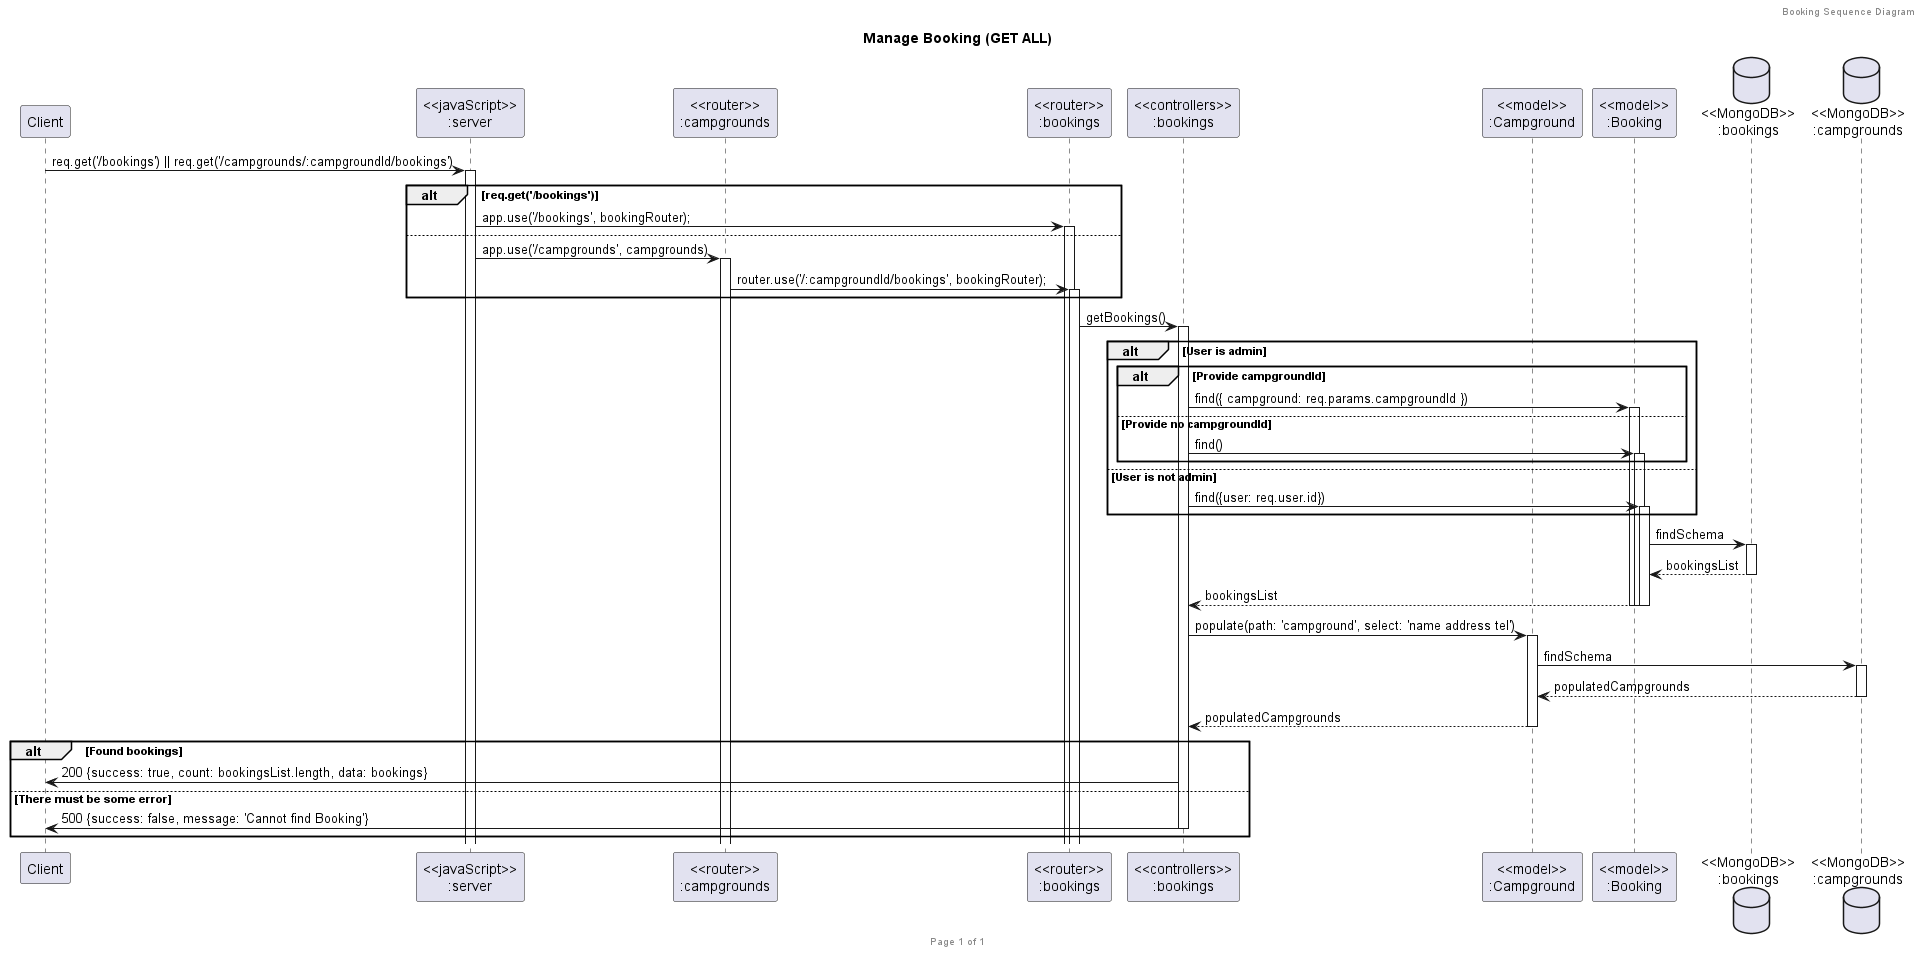 Booking Sequence Diagram
Manage Booking (GET ALL)
Client
<<javaScript>>
:server
<<router>>
:campgrounds
<<router>>
:bookings
<<controllers>>
:bookings
<<model>>
:Campground
<<model>>
:Booking
<<MongoDB>>
:bookings
<<MongoDB>>
:campgrounds
req.get('/bookings') || req.get('/campgrounds/:campgroundId/bookings')
alt [req.get('/bookings')]
app.use('/bookings', bookingRouter);
app.use('/campgrounds', campgrounds)
router.use('/:campgroundId/bookings', bookingRouter);
getBookings()
alt [User is admin]
alt [Provide campgroundId]
find({ campground: req.params.campgroundId })
[Provide no campgroundId]
find()
[User is not admin]
find({user: req.user.id})
findSchema
bookingsList
bookingsList
populate(path: 'campground', select: 'name address tel')
findSchema
populatedCampgrounds
populatedCampgrounds
alt [Found bookings]
200 {success: true, count: bookingsList.length, data: bookings}
[There must be some error]
500 {success: false, message: 'Cannot find Booking'}
Client
<<javaScript>>
:server
<<router>>
:campgrounds
<<router>>
:bookings
<<controllers>>
:bookings
<<model>>
:Campground
<<model>>
:Booking
<<MongoDB>>
:bookings
<<MongoDB>>
:campgrounds
Page 1 of 1